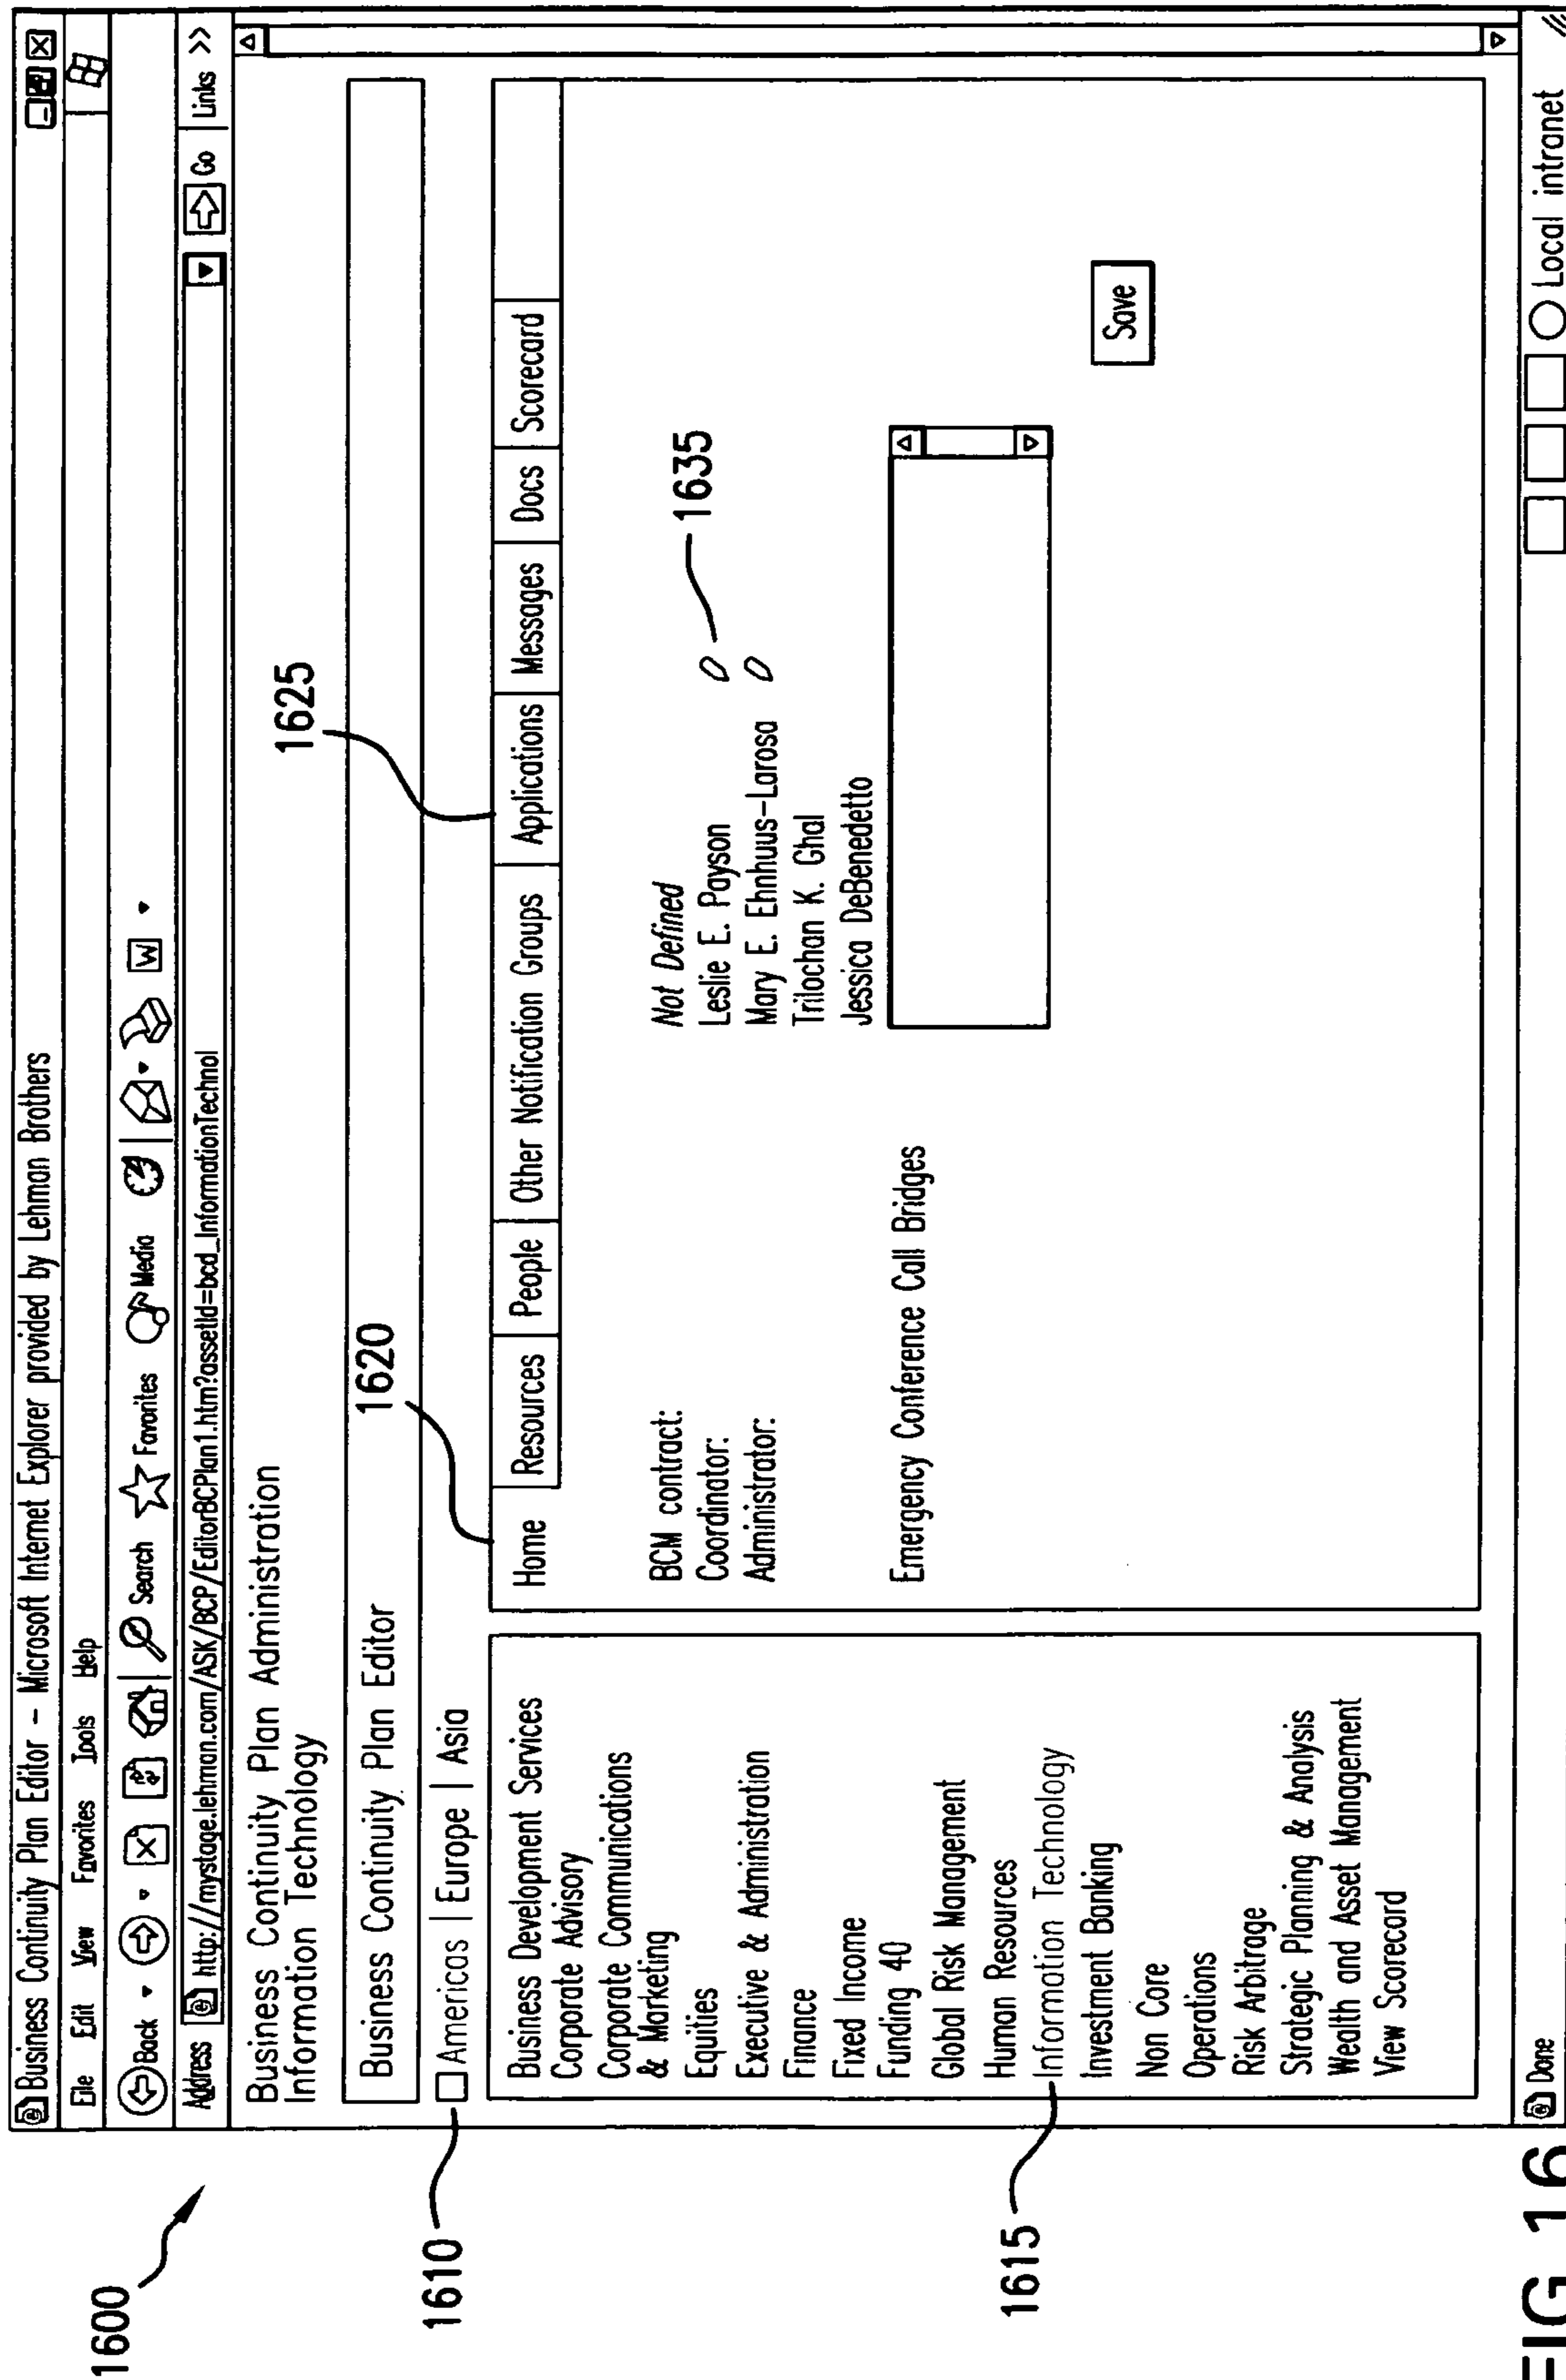 1600
Business Continuity Plan Editor – Microsoft Internet Explorer provided by Lehman Brothers
File Edit View Favorites Tools Help
Back Search Favorites Media W
Address http://mystage.lehman.com/ASK/BCP/EditorBCPlan1.htm?assetId=bcd_InformationTechnol Go Links >>
Business Continuity Plan Administration
Information Technology
1620
1625
Business Continuity Plan Editor
1610
Americas | Europe | Asia
Business Development Services
Corporate Advisory
Corporate Communications
& Marketing
Equities
Executive & Administration
Finance
Fixed Income
Funding 40
Global Risk Management
Human Resources
1615
Information Technology
Investment Banking
Non Core
Operations
Risk Arbitrage
Strategic Planning & Analysis
Wealth and Asset Management
View Scorecard
Home Resources People Other Notification Groups Applications Messages Docs Scorecard
BCM contract: Not Defined
Coordinator: Leslie E. Payson
1635
Administrator: Mary E. Ehnhuus-Larosa
Trilochan K. Ghal
Jessica DeBenedetto
Emergency Conference Call Bridges
Save
Done Local intranet
FIG. 16